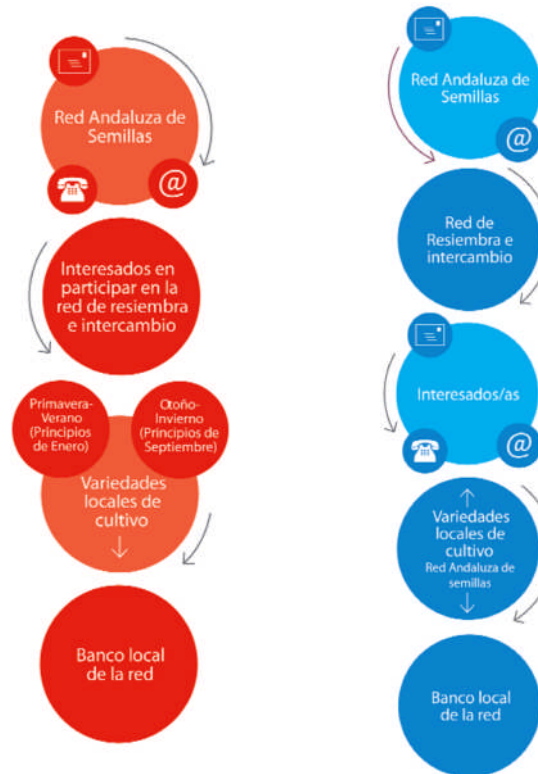 Red Andaluza de
Semillas
@
Interesados en
participar en la
red de resiembra
e intercambio
Primavera-
Verano
(Principios
de Enero)
Otoño-
Invierno
(Principios de
Septiembre)
Variedades
locales de
cultivo
Banco local
de la red
Red Andaluza de
Semillas
@
Red de
Resiembra e
intercambio
Interesados/as
@
Variedades
locales de
cultivo
Red Andaluza de
semillas
Banco local
de la red